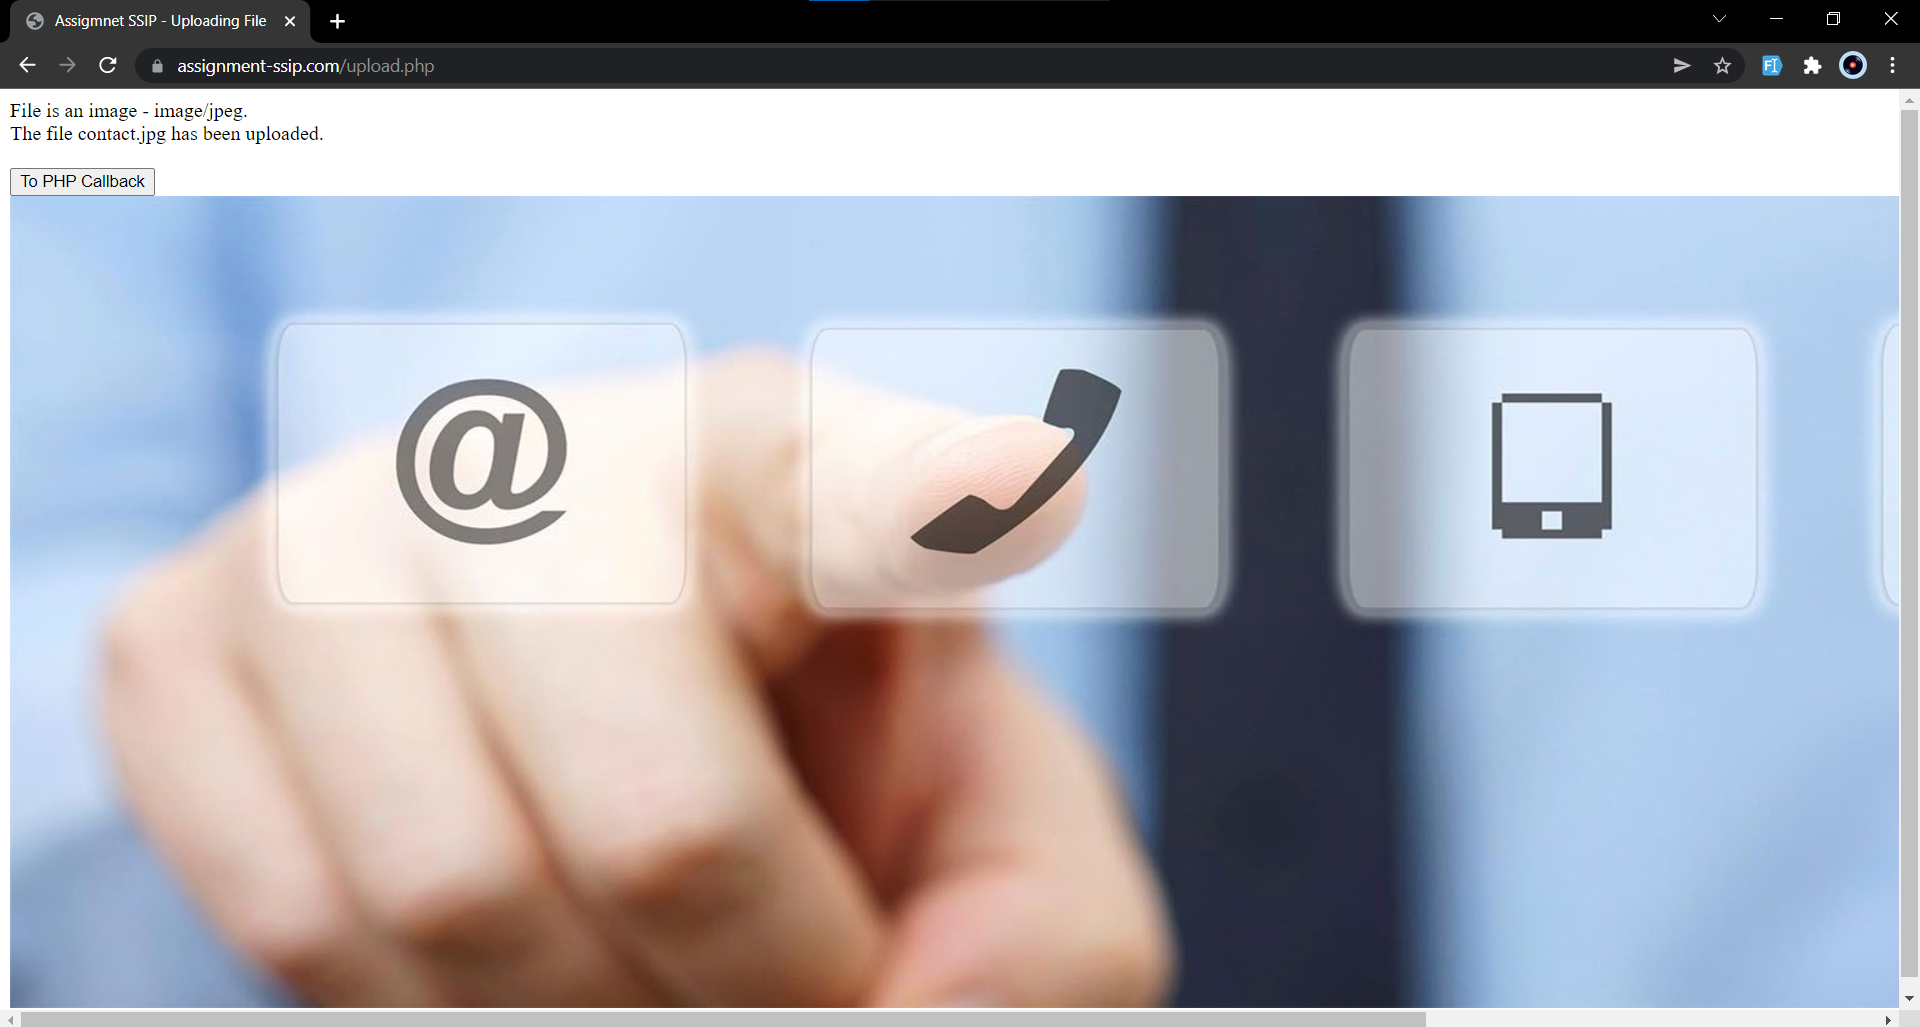 Assigmnet SSIP - Uploading File
assignment-ssip.com/upload.php
File is an image - image/jpeg.
The file contact.jpg has been uploaded.
To PHP Callback
@